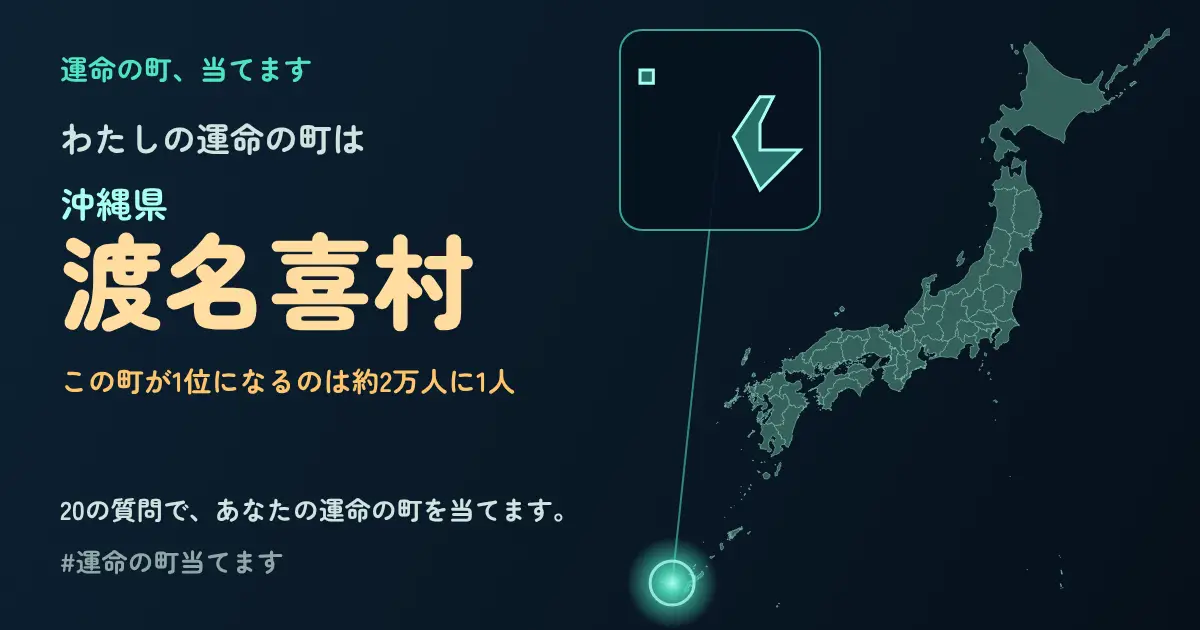 運命の町、当てます
わたしの運命の町は
沖縄県
渡名喜村
この町が1位になるのは約2万人に1人
20の質問で、あなたの運命の町を当てます。
#運命の町当てます